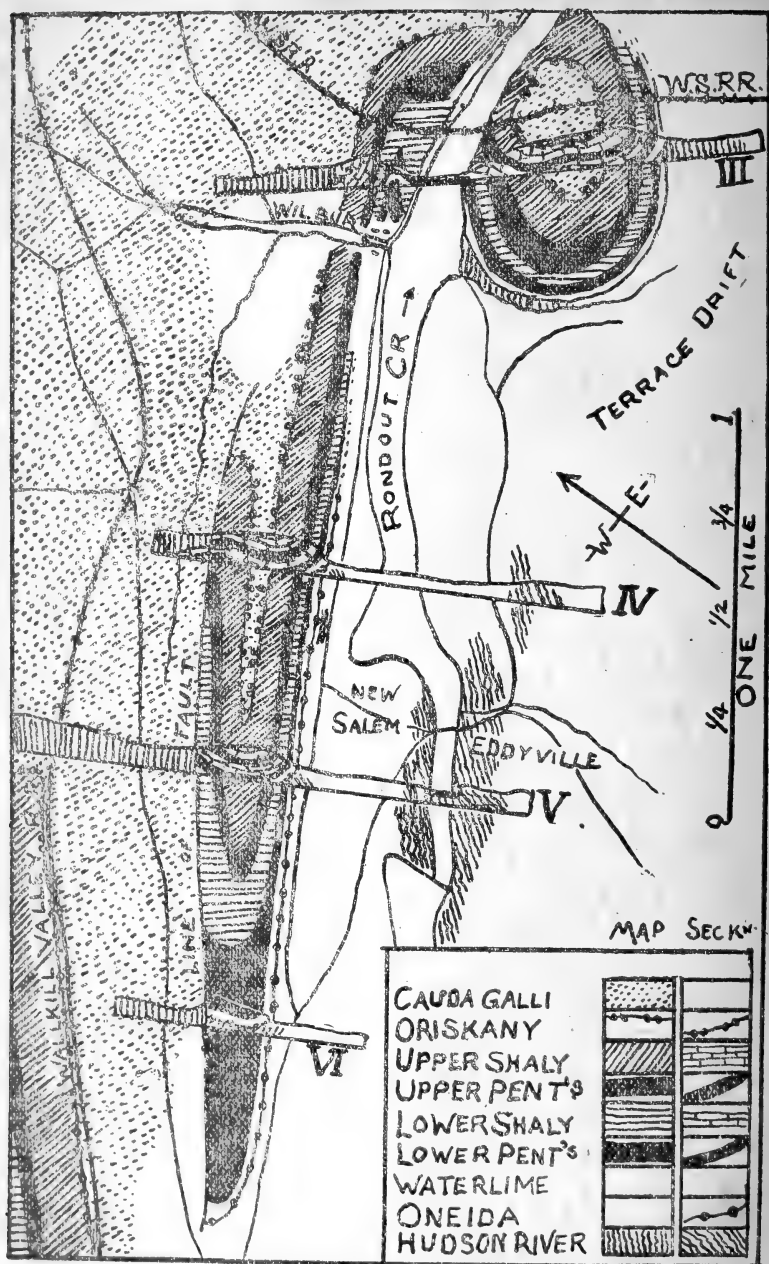 R.R.
W.S.RR.
III
WILBUR
TERRACE DRIFT
RONDOUT CR →
W
E
IV
NEW
SALEM
EDDYVILLE
V
LINE OF FAULT
VI
WALKILL VALLEY
0 1/4 1/2 3/4 1
ONE MILE
MAP SECK'N
CAUDA GALLI
ORISKANY
UPPER SHALY
UPPER PENT'S
LOWER SHALY
LOWER PENT'S
WATERLIME
ONEIDA
HUDSON RIVER